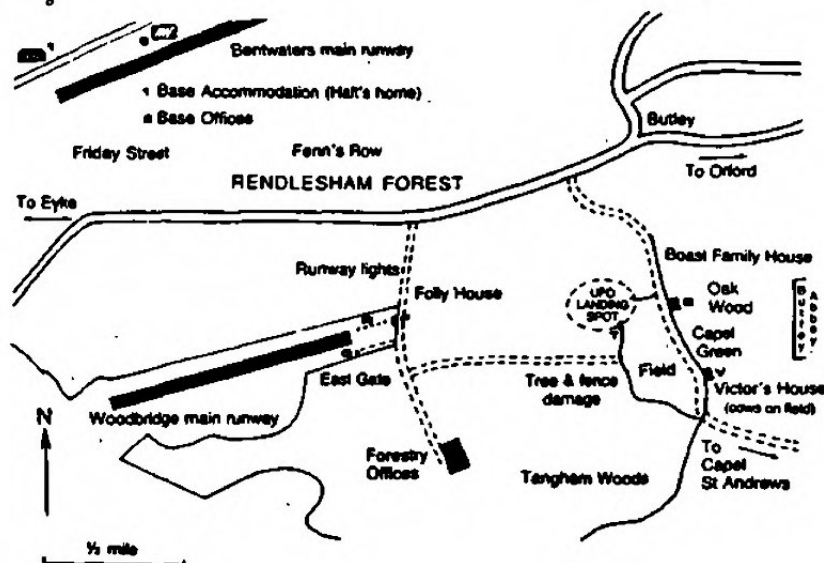 Bentwaters main runway
Base Accommodation (Halt's home)
Base Offices
Friday Street
Fenn's Row
Butley
RENDLESHAM FOREST
To Orford
To Eyke
Boast Family House
Runway lights
Folly House
UFO
LANDING
SPOT
Oak
Wood
Butley
Abbey
Capel
Green
East Gate
Tree & fence
damage
Field
Victor's House
(cows on field)
Woodbridge main runway
N
Forestry
Offices
Tangham Woods
To
Capel
St Andrews
½ mile